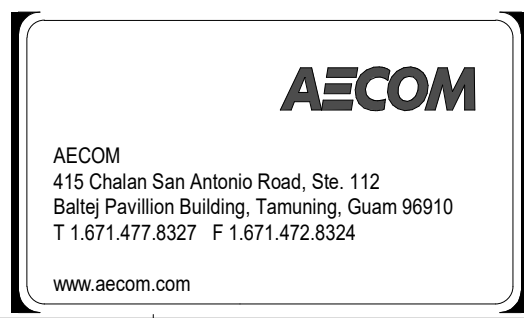 AECOM
AECOM
415 Chalan San Antonio Road, Ste. 112
Baltej Pavillion Building, Tamuning, Guam 96910
T 1.671.477.8327 F 1.671.472.8324
www.aecom.com